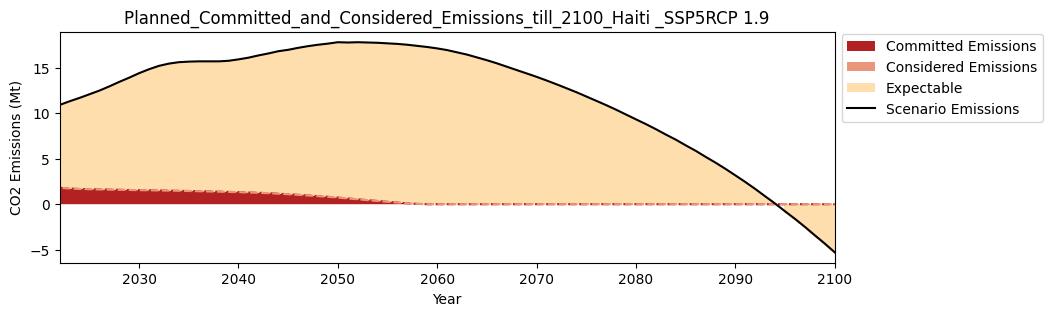 Planned_Committed_and_Considered_Emissions_till_2100_Haiti _SSP5RCP 1.9
Committed Emissions
Considered Emissions
Expectable
Scenario Emissions
CO2 Emissions (Mt)
15
10
5
0
−5
2030 2040 2050 2060 2070 2080 2090 2100
Year